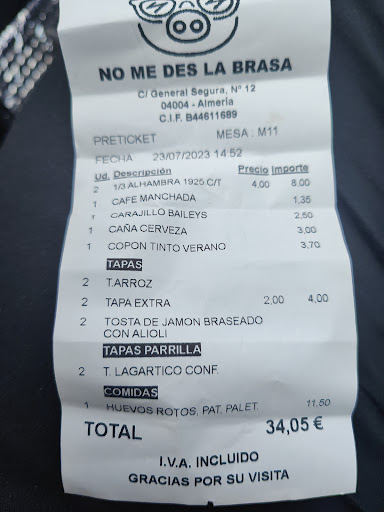 NO ME DES LA BRASA
C/ General Segura, Nº 12
04004 - Almeria
C.I.F. B44611689
PRETICKET MESA : M11
FECHA 23/07/2023 14:52
Ud. Descripción Precio Importe
2 1/3 ALHAMBRA 1925 C/T 4,00 8,00
1 CAFE MANCHADA 1,35
1 CARAJILLO BAILEYS 2,50
1 CAÑA CERVEZA 3,00
1 COPON TINTO VERANO 3,70
TAPAS
2 T.ARROZ
2 TAPA EXTRA 2,00 4,00
2 TOSTA DE JAMON BRASEADO
CON ALIOLI
TAPAS PARRILLA
2 T. LAGARTICO CONF.
COMIDAS
1 HUEVOS ROTOS, PAT, PALET. 11,50
TOTAL 34,05 €
I.V.A. INCLUIDO
GRACIAS POR SU VISITA